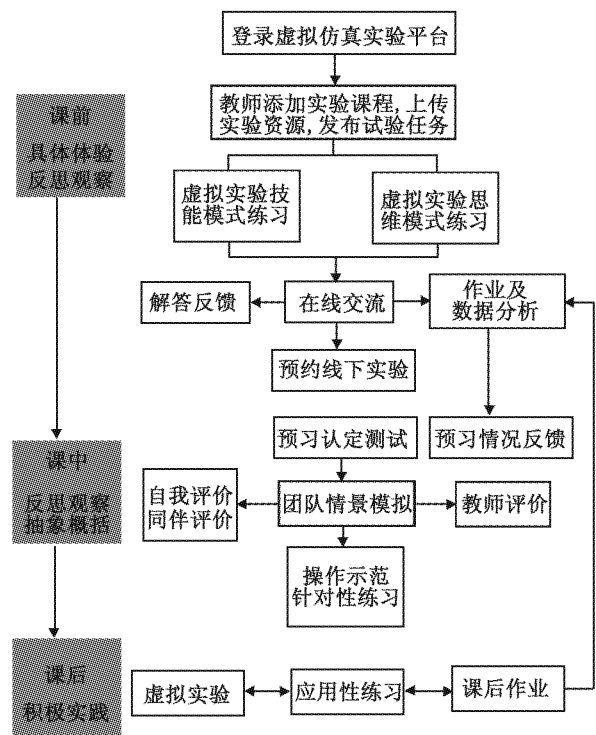 登录虚拟仿真实验平台
教师添加实验课程,上传
实验资源,发布试验任务
课前
具体体验
反思观察
虚拟实验技
能模式练习
虚拟实验思
维模式练习
解答反馈
在线交流
作业及
数据分析
预约线下实验
预习认定测试
预习情况反馈
课中
反思观察
抽象概括
自我评价
同伴评价
团队情景模拟
教师评价
操作示范
针对性练习
课后
积极实践
虚拟实验
应用性练习
课后作业